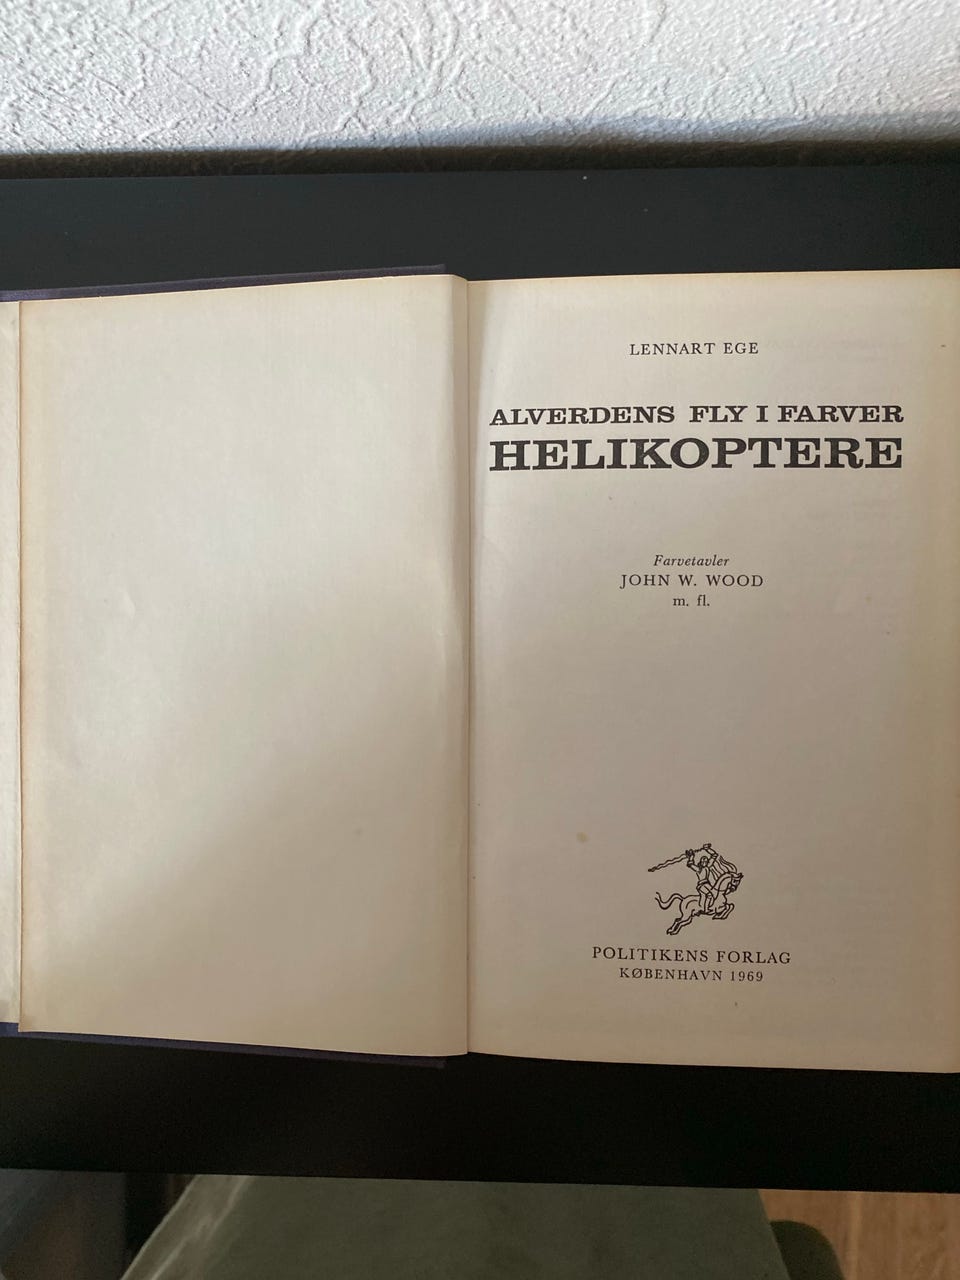 LENNART EGE
ALVERDENS FLY I FARVER
HELIKOPTERE
Farvetavler
JOHN W. WOOD
m. fl.
POLITIKENS FORLAG
KØBENHAVN 1969